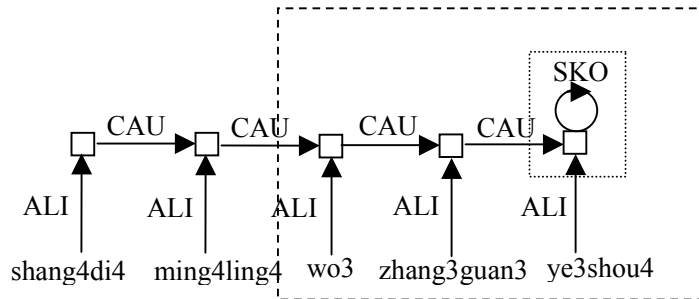 SKO
CAU CAU CAU CAU
ALI ALI ALI ALI ALI
shang4di4 ming4ling4 wo3 zhang3guan3 ye3shou4